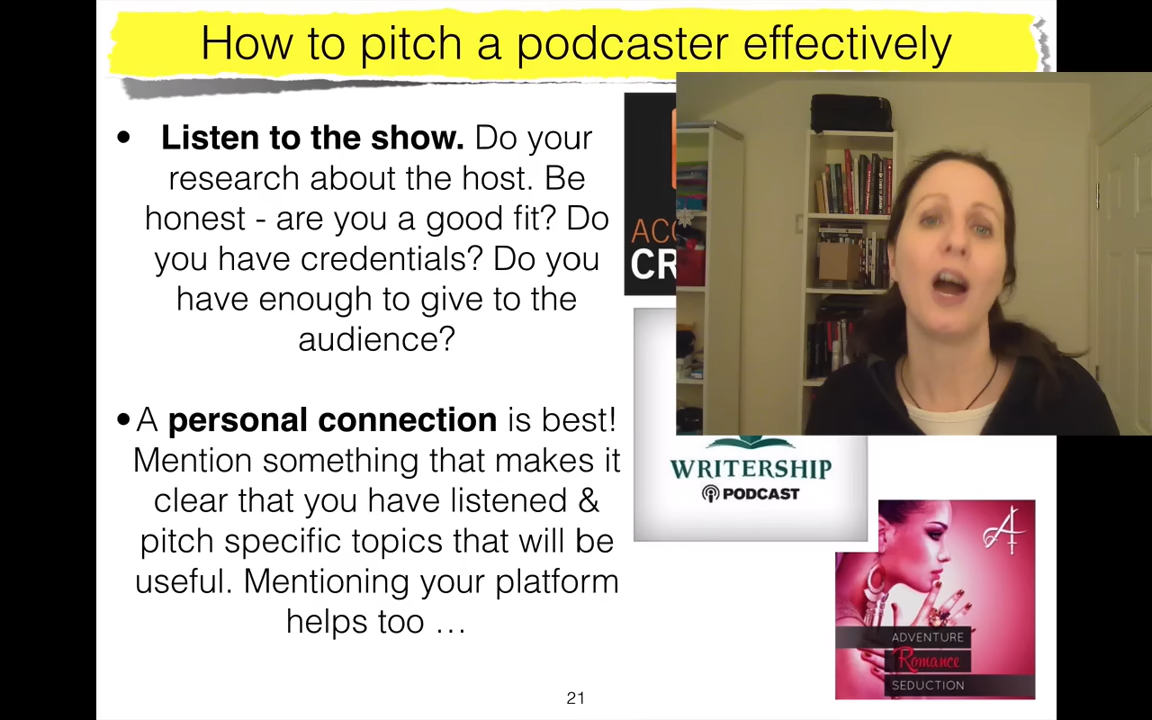 How to pitch a podcaster effectively
• Listen to the show. Do your
research about the host. Be
honest - are you a good fit? Do
you have credentials? Do you
have enough to give to the
audience?
• A personal connection is best!
Mention something that makes it
clear that you have listened &
pitch specific topics that will be
useful. Mentioning your platform
helps too …
WRITERSHIP
PODCAST
A
ADVENTURE
Romance
SEDUCTION
21